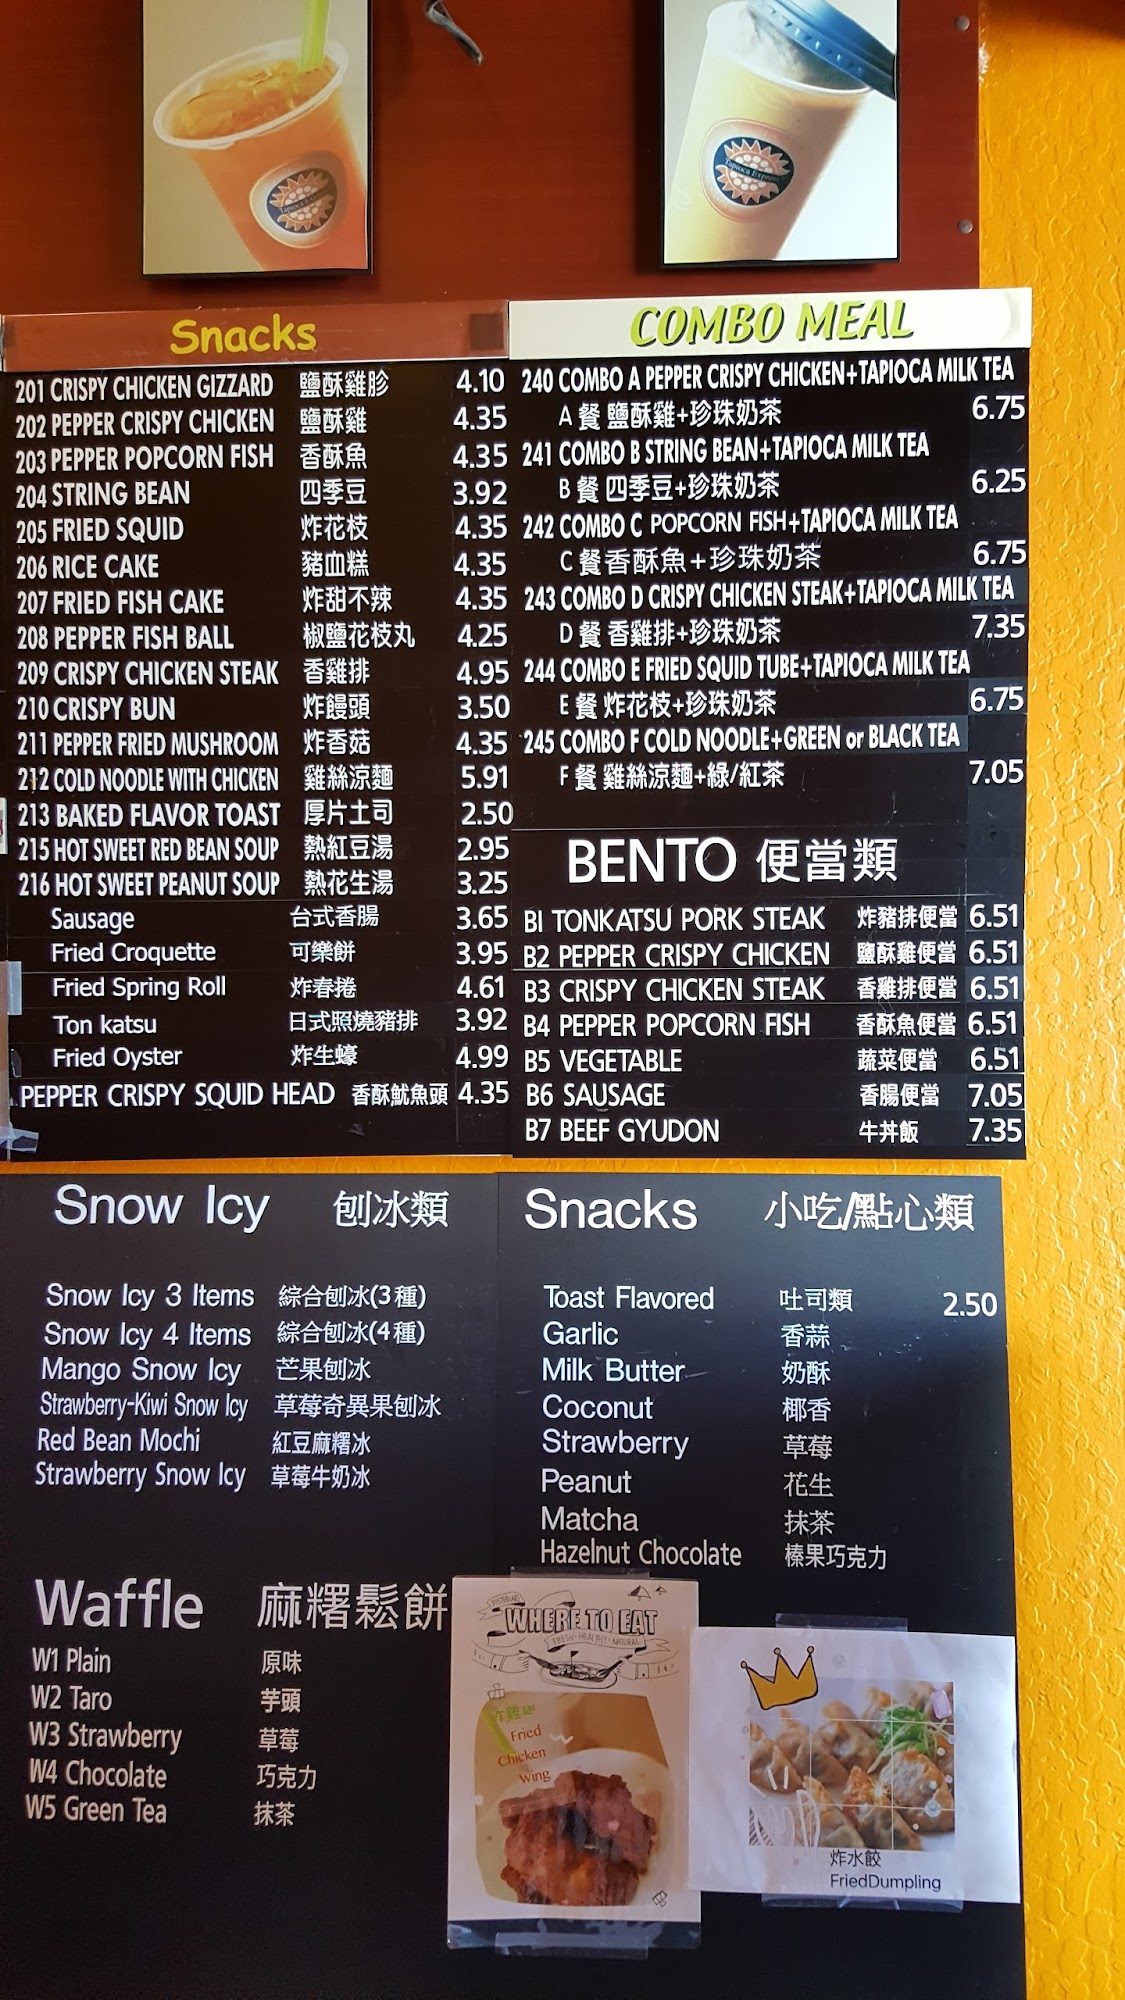 Tapioca Express
Tapioca Express
Snacks
201 CRISPY CHICKEN GIZZARD 鹽酥雞胗 4.10
202 PEPPER CRISPY CHICKEN 鹽酥雞 4.35
203 PEPPER POPCORN FISH 香酥魚 4.35
204 STRING BEAN 四季豆 3.92
205 FRIED SQUID 炸花枝 4.35
206 RICE CAKE 豬血糕 4.35
207 FRIED FISH CAKE 炸甜不辣 4.35
208 PEPPER FISH BALL 椒鹽花枝丸 4.25
209 CRISPY CHICKEN STEAK 香雞排 4.95
210 CRISPY BUN 炸饅頭 3.50
211 PEPPER FRIED MUSHROOM 炸香菇 4.35
212 COLD NOODLE WITH CHICKEN 雞絲涼麵 5.91
213 BAKED FLAVOR TOAST 厚片土司 2.50
215 HOT SWEET RED BEAN SOUP 熱紅豆湯 2.95
216 HOT SWEET PEANUT SOUP 熱花生湯 3.25
Sausage 台式香腸 3.65
Fried Croquette 可樂餅 3.95
Fried Spring Roll 炸春捲 4.61
Ton katsu 日式照燒豬排 3.92
Fried Oyster 炸生蠔 4.99
PEPPER CRISPY SQUID HEAD 香酥魷魚頭 4.35
COMBO MEAL
240 COMBO A PEPPER CRISPY CHICKEN+TAPIOCA MILK TEA
A 餐 鹽酥雞+珍珠奶茶 6.75
241 COMBO B STRING BEAN+TAPIOCA MILK TEA
B 餐 四季豆+珍珠奶茶 6.25
242 COMBO C POPCORN FISH+TAPIOCA MILK TEA
C 餐香酥魚+珍珠奶茶 6.75
243 COMBO D CRISPY CHICKEN STEAK+TAPIOCA MILK TEA
D 餐 香雞排+珍珠奶茶 7.35
244 COMBO E FRIED SQUID TUBE+TAPIOCA MILK TEA
E 餐 炸花枝+珍珠奶茶 6.75
245 COMBO F COLD NOODLE+GREEN or BLACK TEA
F 餐 雞絲涼麵+綠/紅茶 7.05
BENTO 便當類
B1 TONKATSU PORK STEAK 炸豬排便當 6.51
B2 PEPPER CRISPY CHICKEN 鹽酥雞便當 6.51
B3 CRISPY CHICKEN STEAK 香雞排便當 6.51
B4 PEPPER POPCORN FISH 香酥魚便當 6.51
B5 VEGETABLE 蔬菜便當 6.51
B6 SAUSAGE 香腸便當 7.05
B7 BEEF GYUDON 牛丼飯 7.35
Snow Icy 刨冰類
Snow Icy 3 Items 綜合刨冰(3種)
Snow Icy 4 Items 綜合刨冰(4種)
Mango Snow Icy 芒果刨冰
Strawberry-Kiwi Snow Icy 草莓奇異果刨冰
Red Bean Mochi 紅豆麻糬冰
Strawberry Snow Icy 草莓牛奶冰
Waffle 麻糬鬆餅
W1 Plain 原味
W2 Taro 芋頭
W3 Strawberry 草莓
W4 Chocolate 巧克力
W5 Green Tea 抹茶
Snacks 小吃/點心類
Toast Flavored 吐司類 2.50
Garlic 香蒜
Milk Butter 奶酥
Coconut 椰香
Strawberry 草莓
Peanut 花生
Matcha 抹茶
Hazelnut Chocolate 榛果巧克力
WHERE TO EAT
FRESH·HEALTHY·NATURAL
炸雞翅
Fried
Chicken
Wing
炸水餃
FriedDumpling